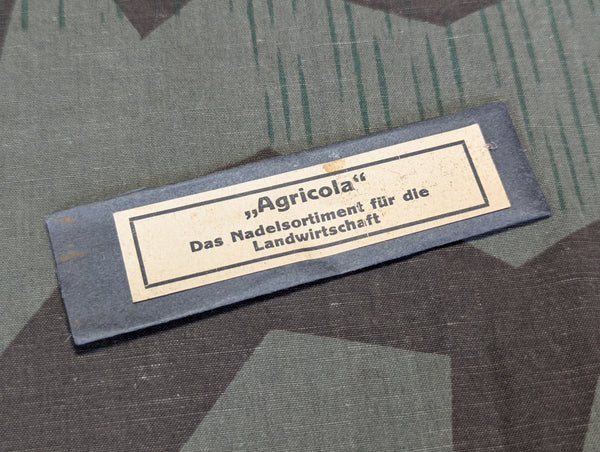 „Agricola“
Das Nadelsortiment für die
Landwirtschaft